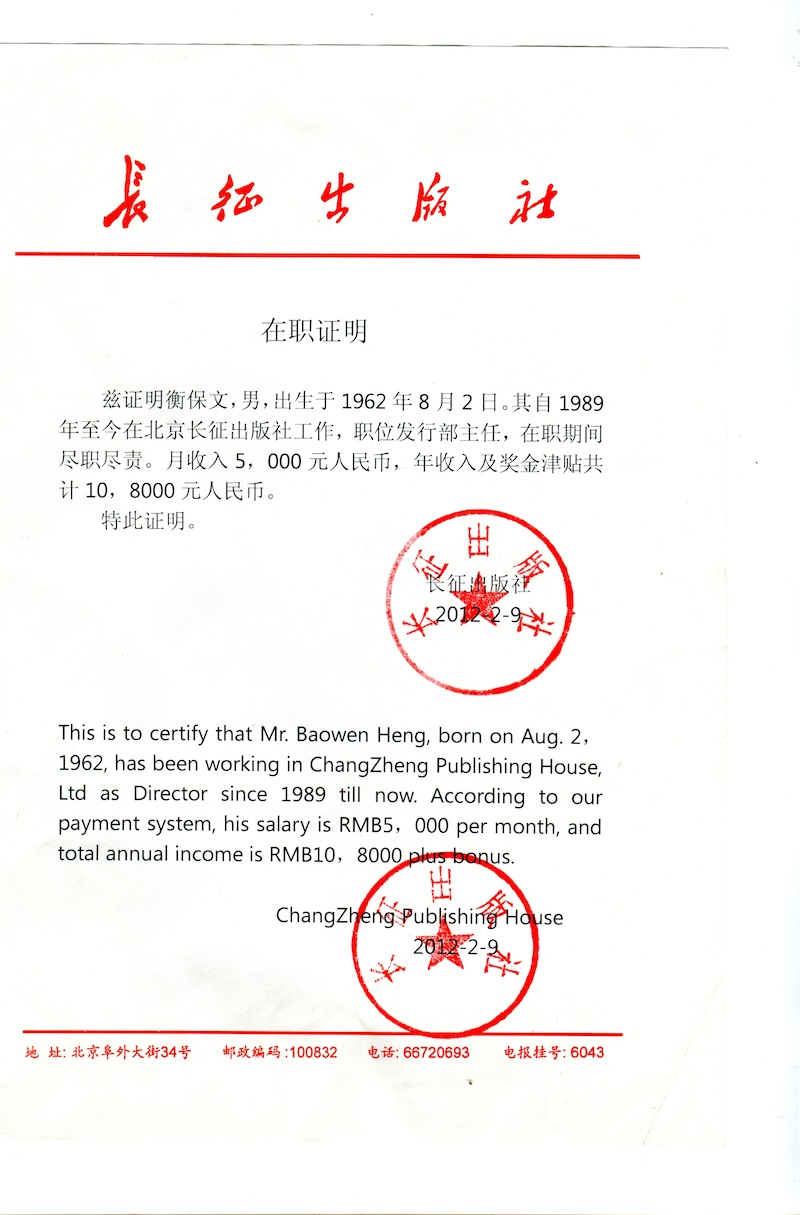 長征出版社
在职证明
兹证明衡保文，男，出生于 1962 年 8 月 2 日。其自 1989
年至今在北京长征出版社工作，职位发行部主任，在职期间
尽职尽责。月收入 5，000 元人民币，年收入及奖金津贴共
计 10，8000 元人民币。
特此证明。
长征出版社
长征出版社
2012-2-9
This is to certify that Mr. Baowen Heng, born on Aug. 2，
1962, has been working in ChangZheng Publishing House,
Ltd as Director since 1989 till now. According to our
payment system, his salary is RMB5，000 per month, and
total annual income is RMB10，8000 plus bonus.
长征出版社
ChangZheng Publishing House
2012-2-9
地 址: 北京阜外大街34号 邮政编码:100832 电话: 66720693 电报挂号: 6043